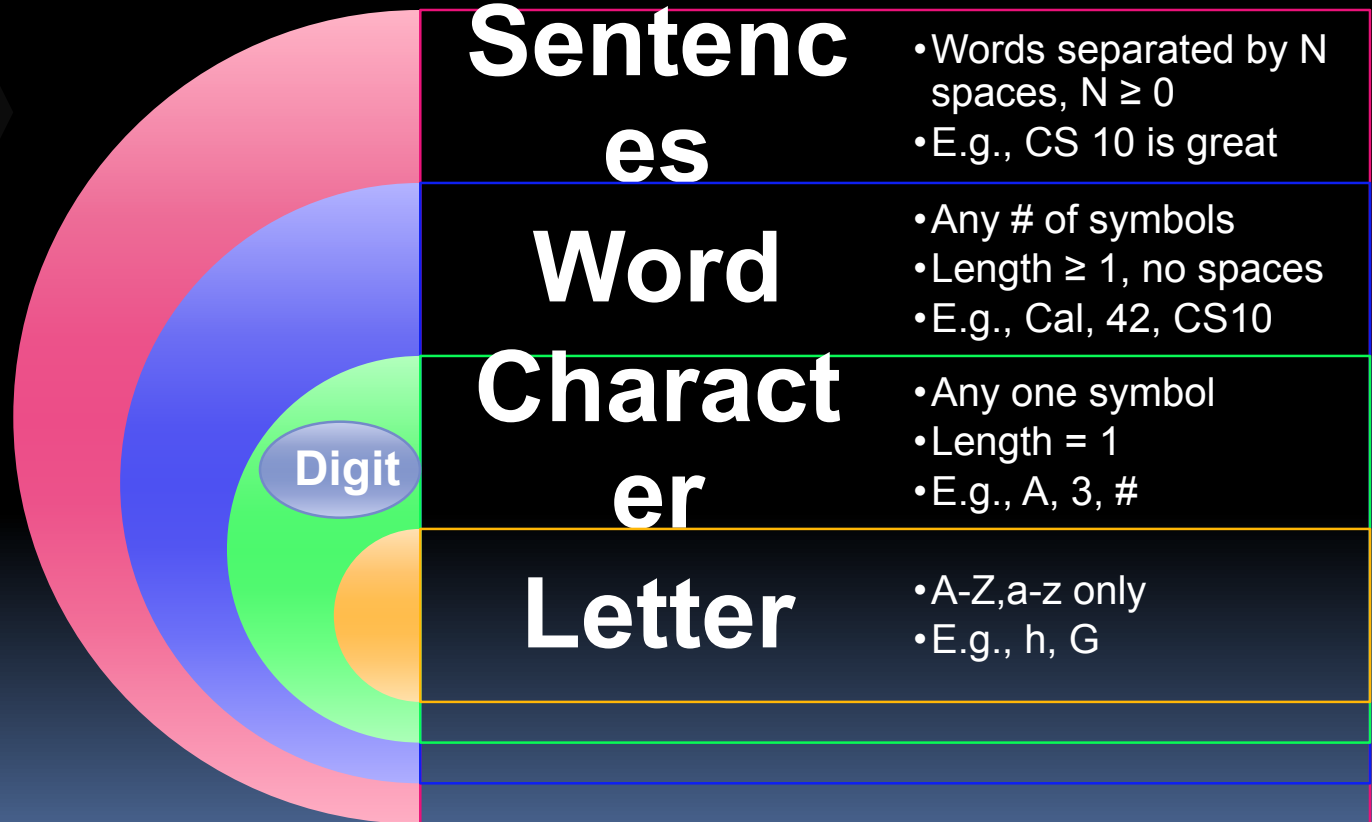 Sentenc
es
•Words separated by N
spaces, N ≥ 0
•E.g., CS 10 is great
Word
•Any # of symbols
•Length ≥ 1, no spaces
•E.g., Cal, 42, CS10
Charact
er
•Any one symbol
•Length = 1
•E.g., A, 3, #
Digit
Letter
•A-Z,a-z only
•E.g., h, G